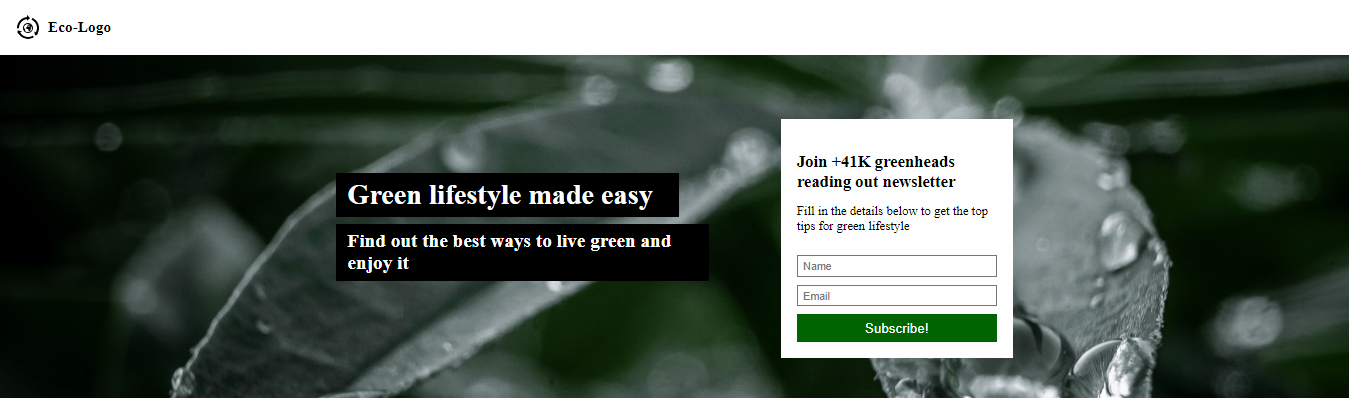 Eco-Logo
Green lifestyle made easy
Find out the best ways to live green and
enjoy it
Join +41K greenheads
reading out newsletter
Fill in the details below to get the top
tips for green lifestyle
Name
Email
Subscribe!